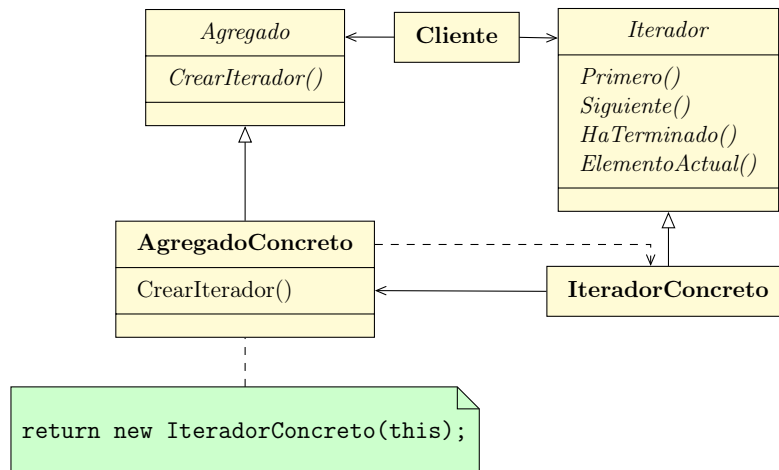 Agregado
CrearIterador()
Cliente
Iterador
Primero()
Siguiente()
HaTerminado()
ElementoActual()
AgregadoConcreto
CrearIterador()
IteradorConcreto
return new IteradorConcreto(this);